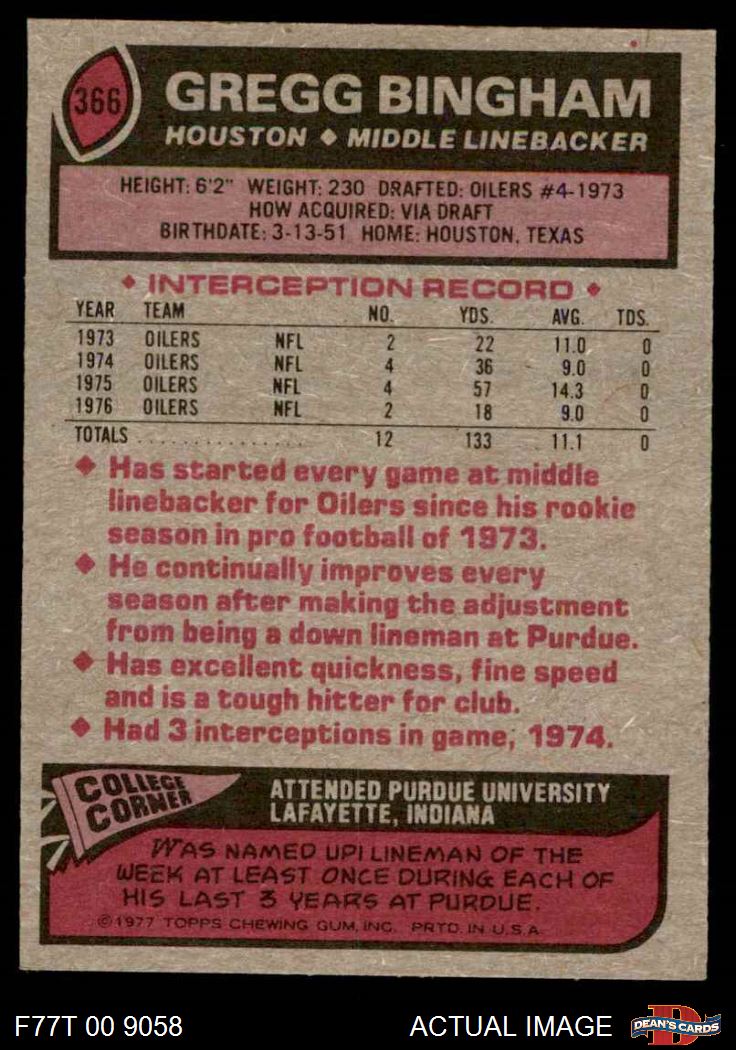 366
GREGG BINGHAM
HOUSTON ◆ MIDDLE LINEBACKER
HEIGHT: 6'2" WEIGHT: 230 DRAFTED: OILERS #4-1973
HOW ACQUIRED: VIA DRAFT
BIRTHDATE: 3-13-51 HOME: HOUSTON, TEXAS
◆ INTERCEPTION RECORD ◆
YEAR TEAM NO. YDS. AVG. TDS.
1973 OILERS NFL 2 22 11.0 0
1974 OILERS NFL 4 36 9.0 0
1975 OILERS NFL 4 57 14.3 0
1976 OILERS NFL 2 18 9.0 0
TOTALS . . . . . . . . . . . . . . . . 12 133 11.1 0
◆ Has started every game at middle
linebacker for Oilers since his rookie
season in pro football of 1973.
◆ He continually improves every
season after making the adjustment
from being a down lineman at Purdue.
◆ Has excellent quickness, fine speed
and is a tough hitter for club.
◆ Had 3 interceptions in game, 1974.
COLLEGE
CORNER
ATTENDED PURDUE UNIVERSITY
LAFAYETTE, INDIANA
WAS NAMED UPI LINEMAN OF THE
WEEK AT LEAST ONCE DURING EACH OF
HIS LAST 3 YEARS AT PURDUE.
©1977 TOPPS CHEWING GUM, INC. PRTD. IN U.S.A.
F77T 00 9058
ACTUAL IMAGE
D
DEAN'S CARDS